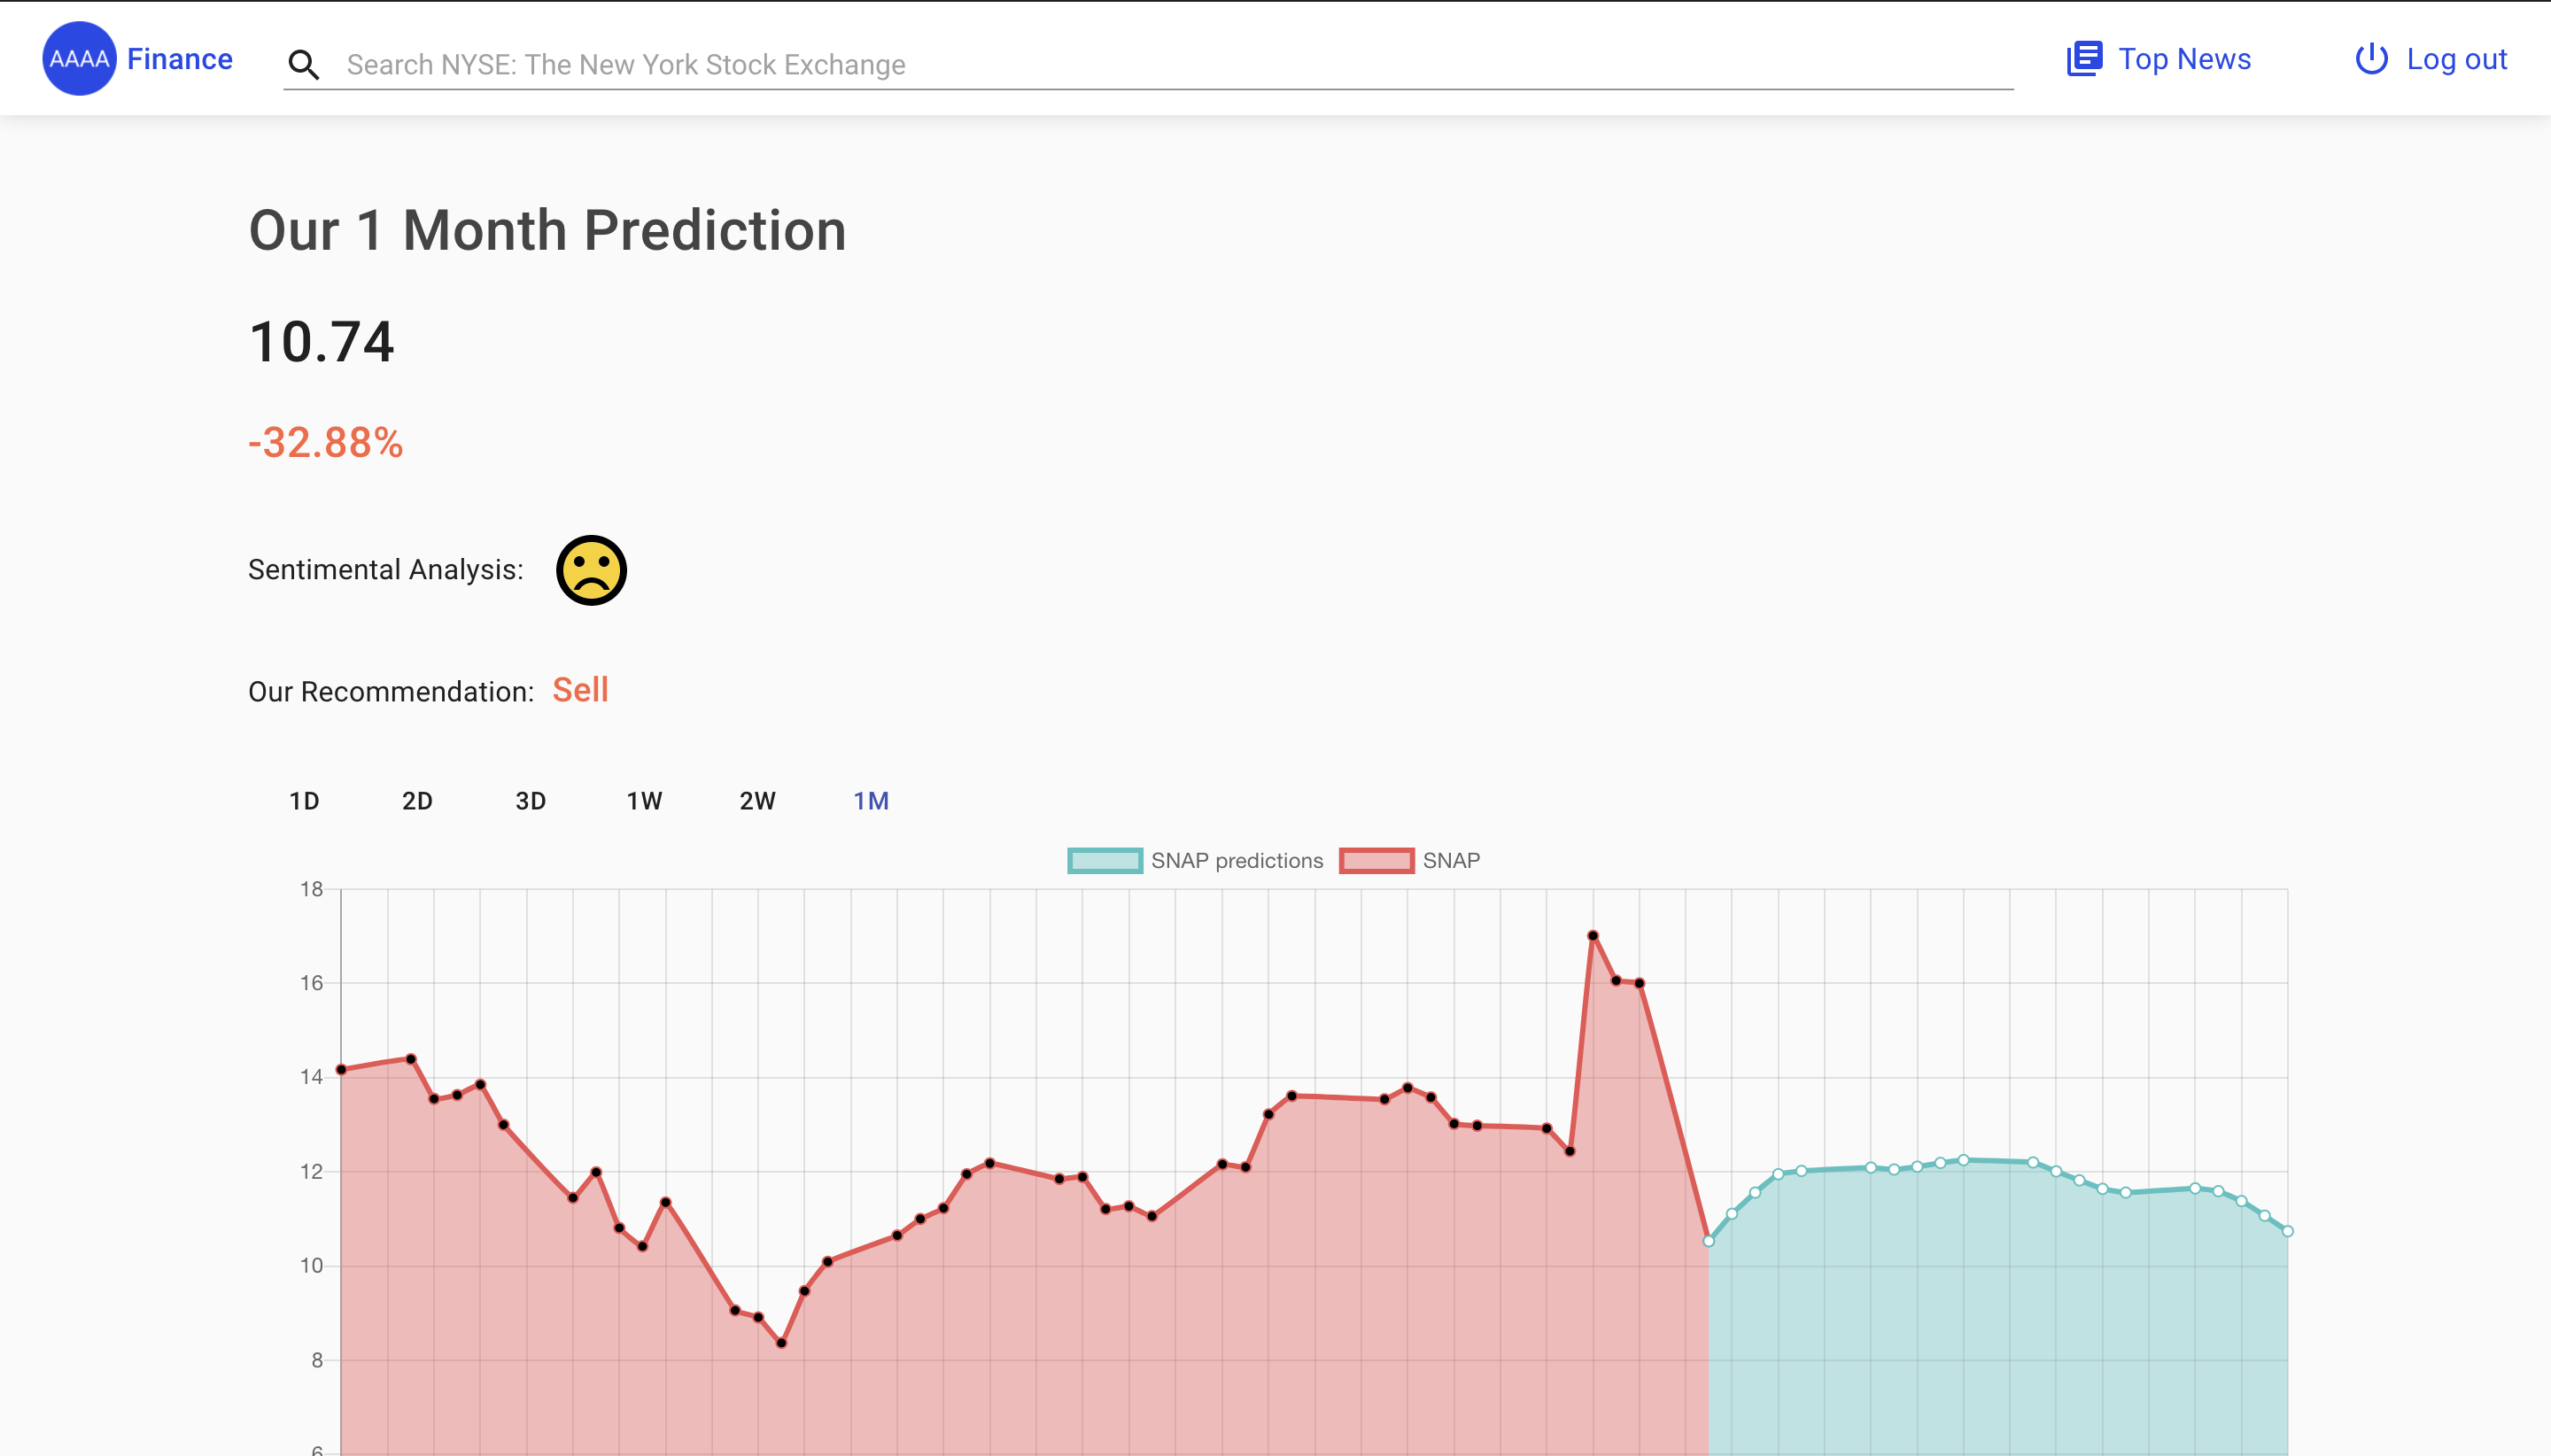 AAAA Finance
Search NYSE: The New York Stock Exchange
Top News
Log out
Our 1 Month Prediction
10.74
-32.88%
Sentimental Analysis:
Our Recommendation: Sell
1D 2D 3D 1W 2W 1M
SNAP predictions SNAP
18
16
14
12
10
8
6